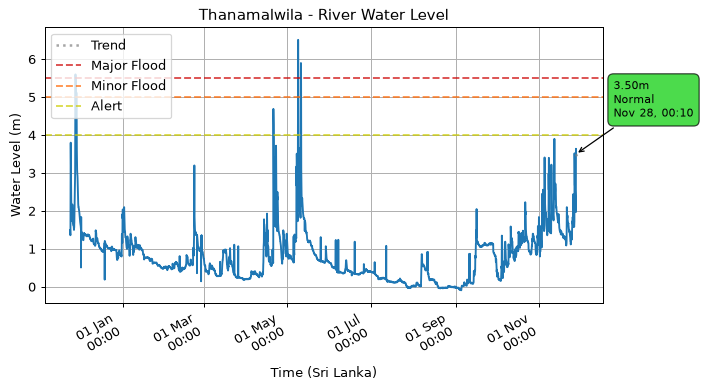 Thanamalwila - River Water Level
Trend
Major Flood
Minor Flood
Alert
3.50m
Normal
Nov 28, 00:10
Water Level (m)
6
5
4
3
2
1
0
01 Jan
00:00
01 Mar
00:00
01 May
00:00
01 Jul
00:00
01 Sep
00:00
01 Nov
00:00
Time (Sri Lanka)